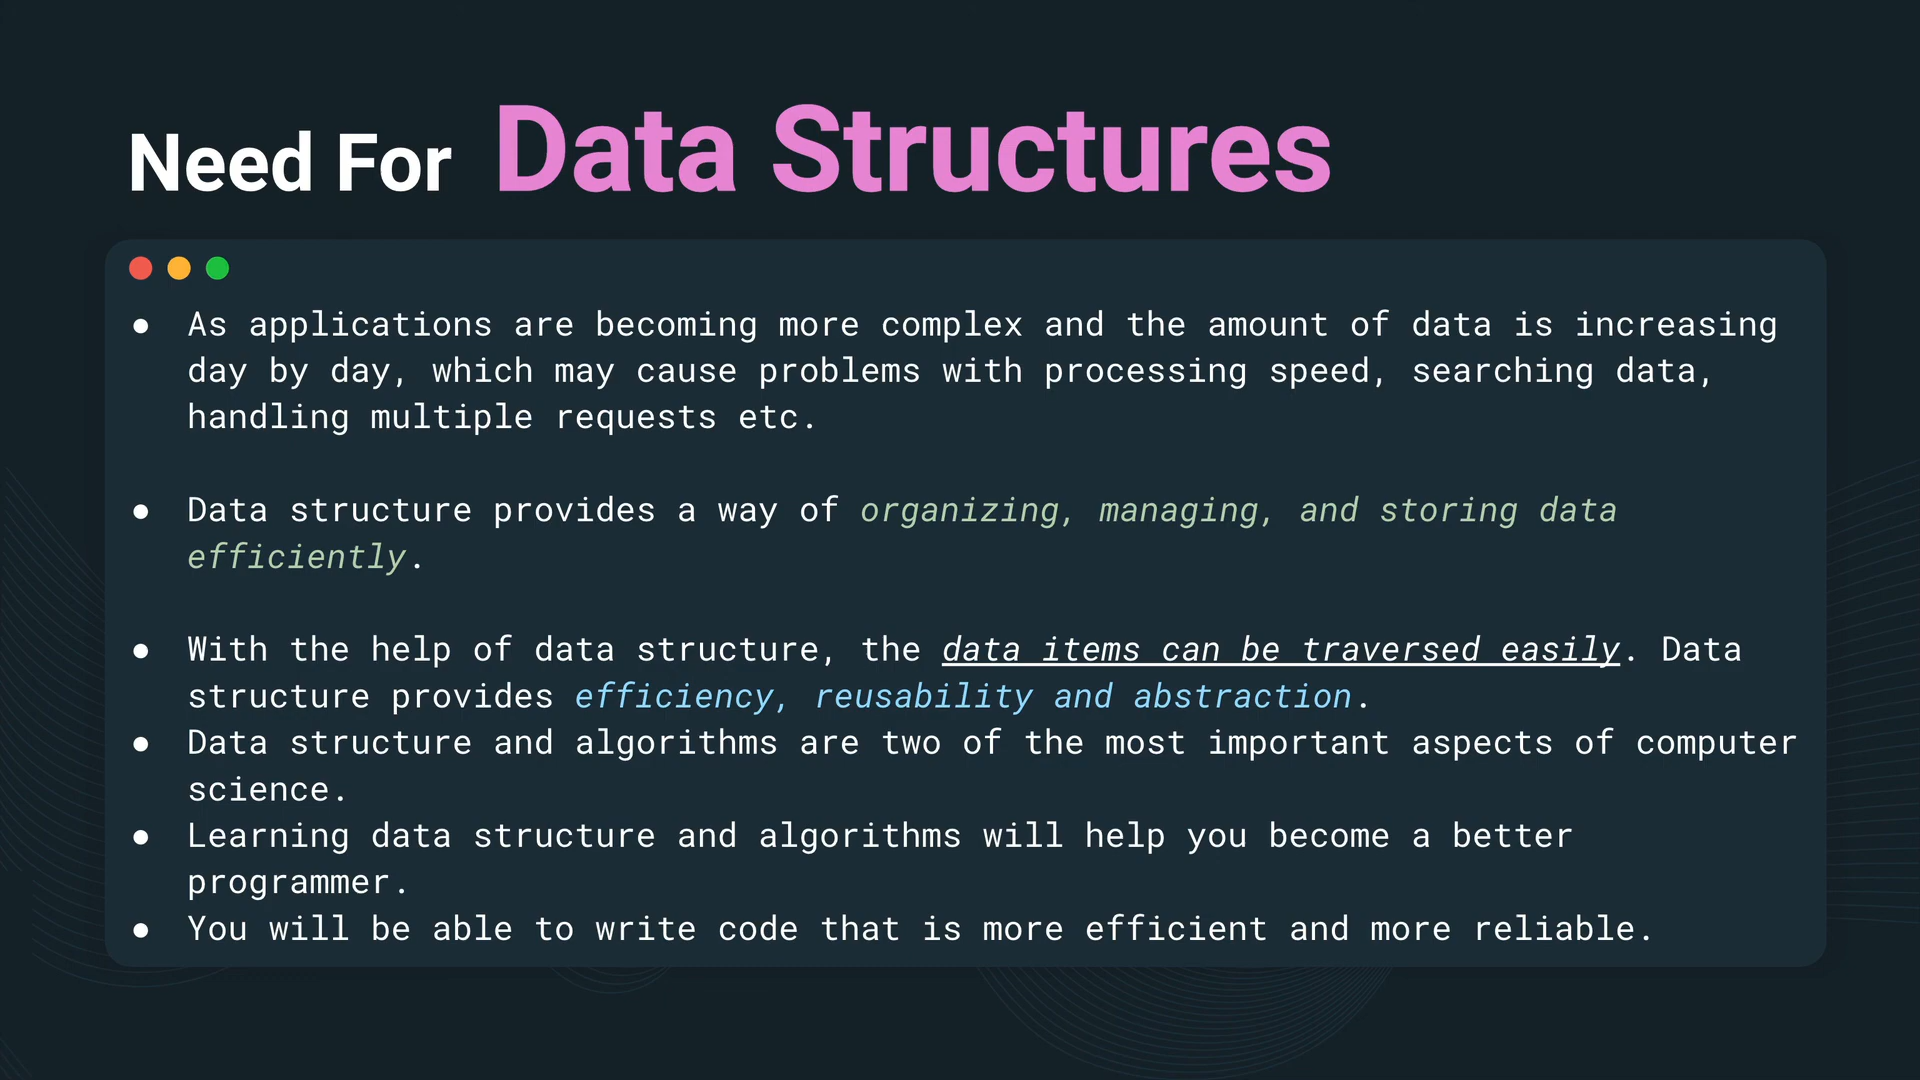 Need For Data Structures
● As applications are becoming more complex and the amount of data is increasing
day by day, which may cause problems with processing speed, searching data,
handling multiple requests etc.
● Data structure provides a way of organizing, managing, and storing data
efficiently.
● With the help of data structure, the data items can be traversed easily. Data
structure provides efficiency, reusability and abstraction.
● Data structure and algorithms are two of the most important aspects of computer
science.
● Learning data structure and algorithms will help you become a better
programmer.
● You will be able to write code that is more efficient and more reliable.